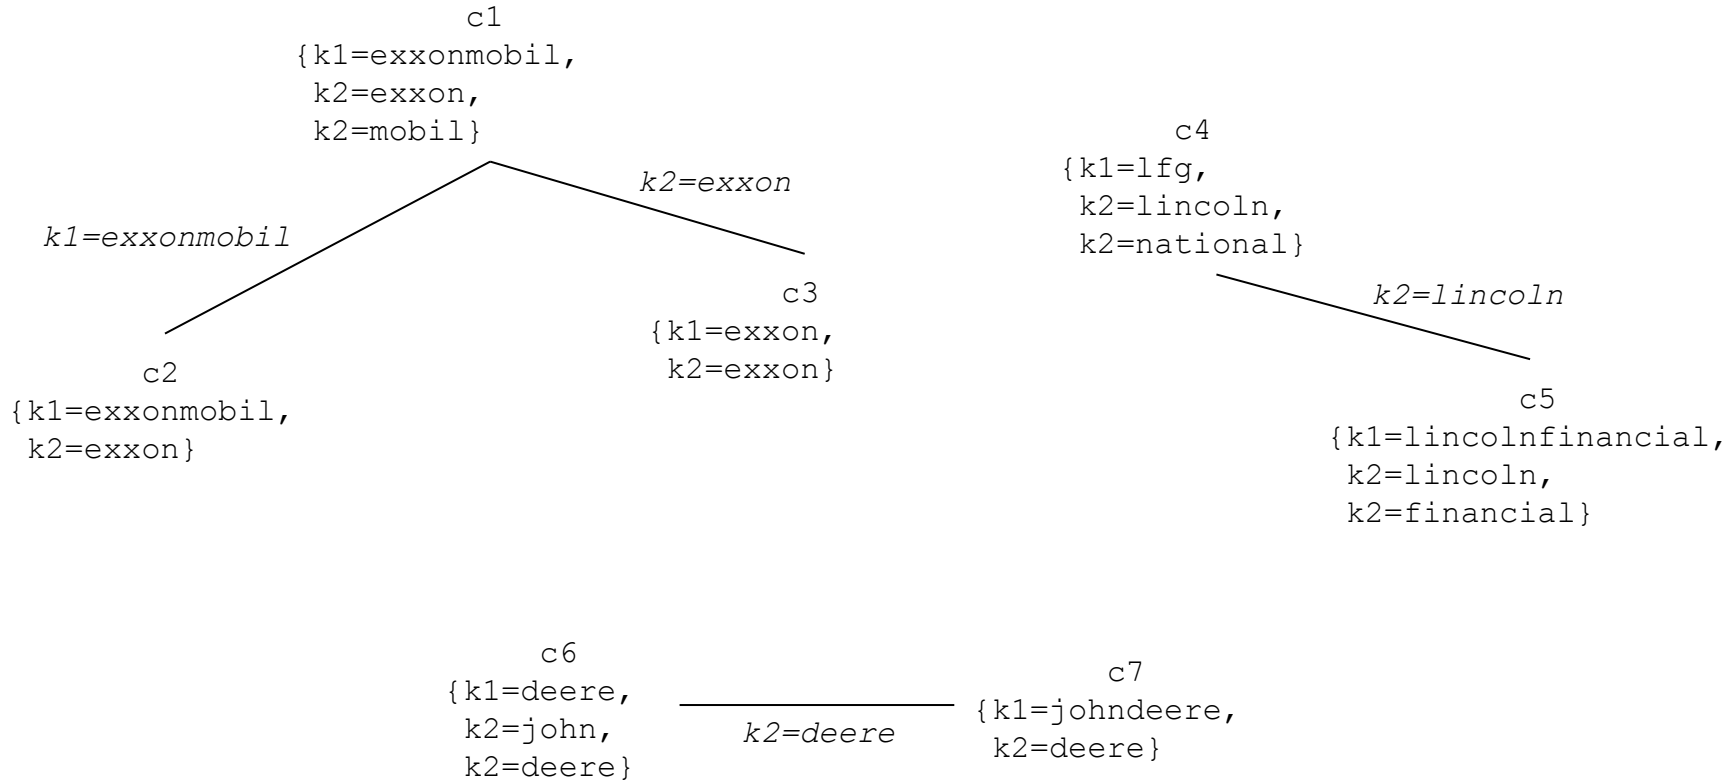 c1
{k1=exxonmobil,
k2=exxon,
k2=mobil}
k2=exxon
k1=exxonmobil
c2
{k1=exxonmobil,
k2=exxon}
c3
{k1=exxon,
k2=exxon}
c4
{k1=lfg,
k2=lincoln,
k2=national}
k2=lincoln
c5
{k1=lincolnfinancial,
k2=lincoln,
k2=financial}
c6
{k1=deere,
k2=john,
k2=deere}
k2=deere
c7
{k1=johndeere,
k2=deere}